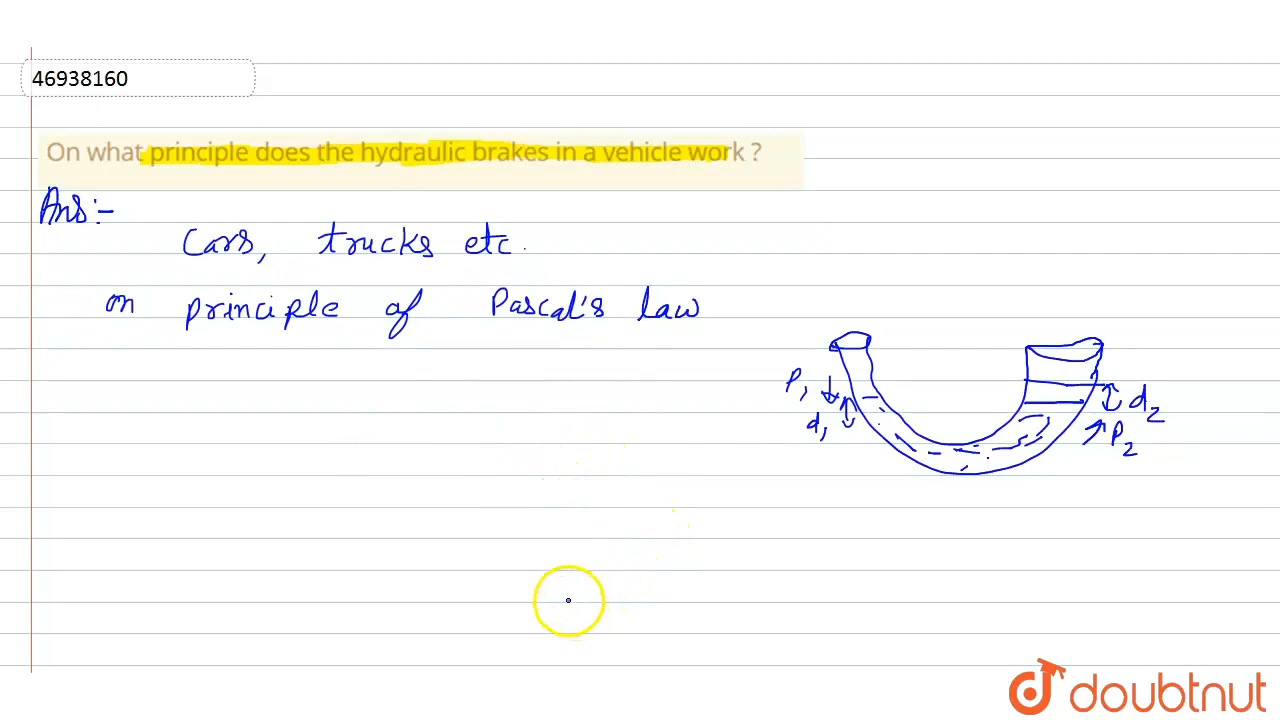 46938160
On what principle does the hydraulic brakes in a vehicle work ?
Ans :-
Cars, trucks etc.
on principle of Pascal's law
P1
d1
d2
P2
doubtnut